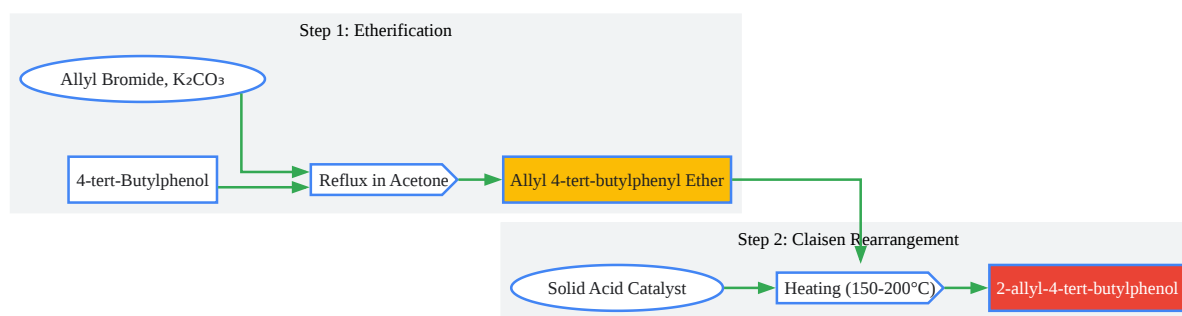 Step 1: Etherification
Allyl Bromide, K₂CO₃
4-tert-Butylphenol
Reflux in Acetone
Allyl 4-tert-butylphenyl Ether
Step 2: Claisen Rearrangement
Solid Acid Catalyst
Heating (150-200°C)
2-allyl-4-tert-butylphenol